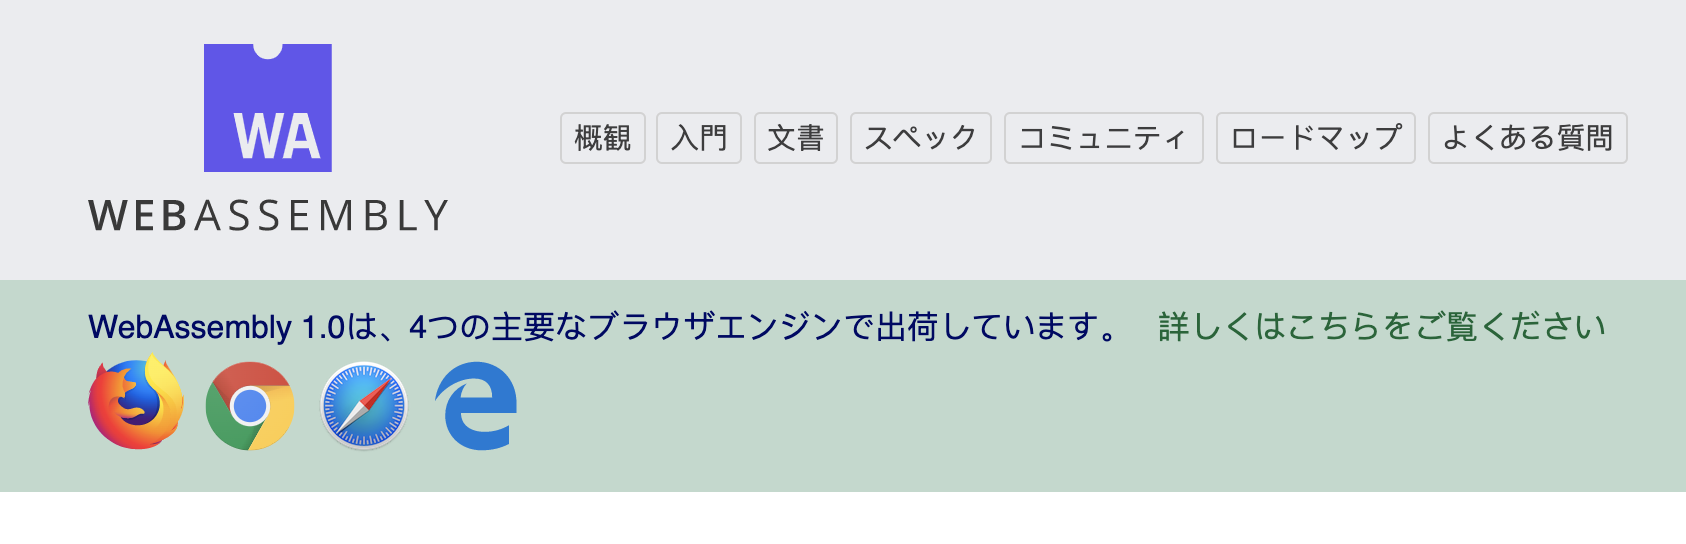 WA
WEBASSEMBLY
概観 入門 文書 スペック コミュニティ ロードマップ よくある質問
WebAssembly 1.0は、4つの主要なブラウザエンジンで出荷しています。 詳しくはこちらをご覧ください